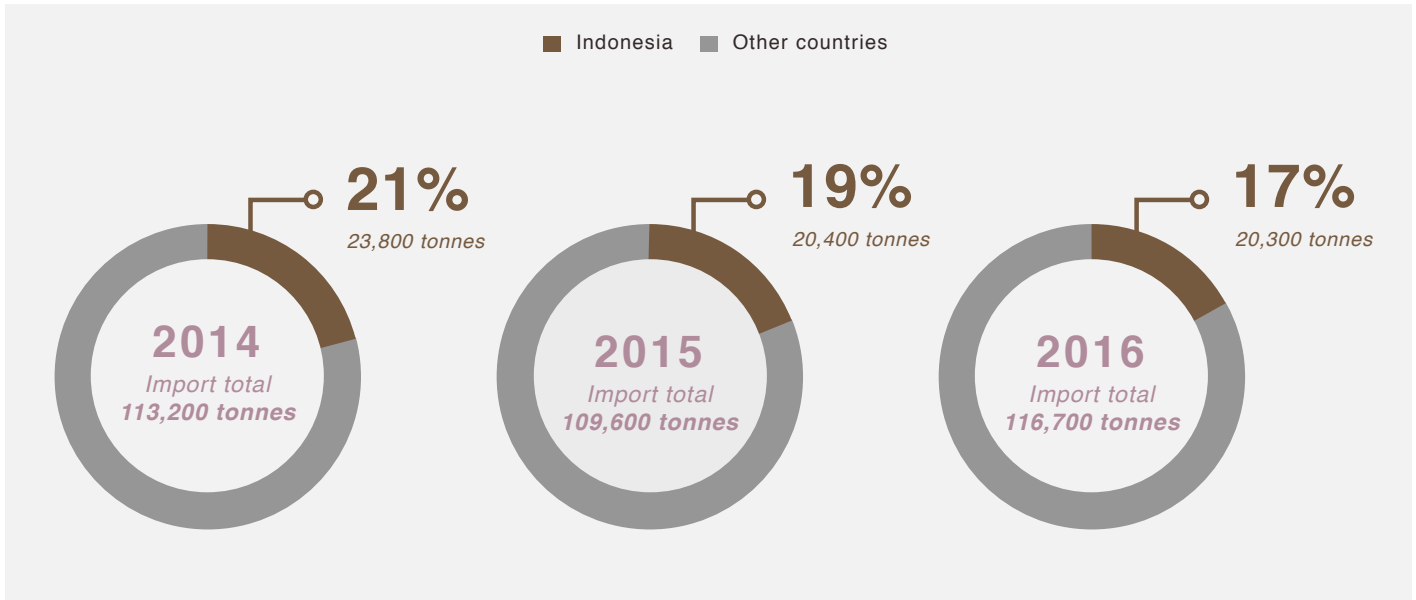 Indonesia Other countries
21%
23,800 tonnes
2014
Import total
113,200 tonnes
19%
20,400 tonnes
2015
Import total
109,600 tonnes
17%
20,300 tonnes
2016
Import total
116,700 tonnes